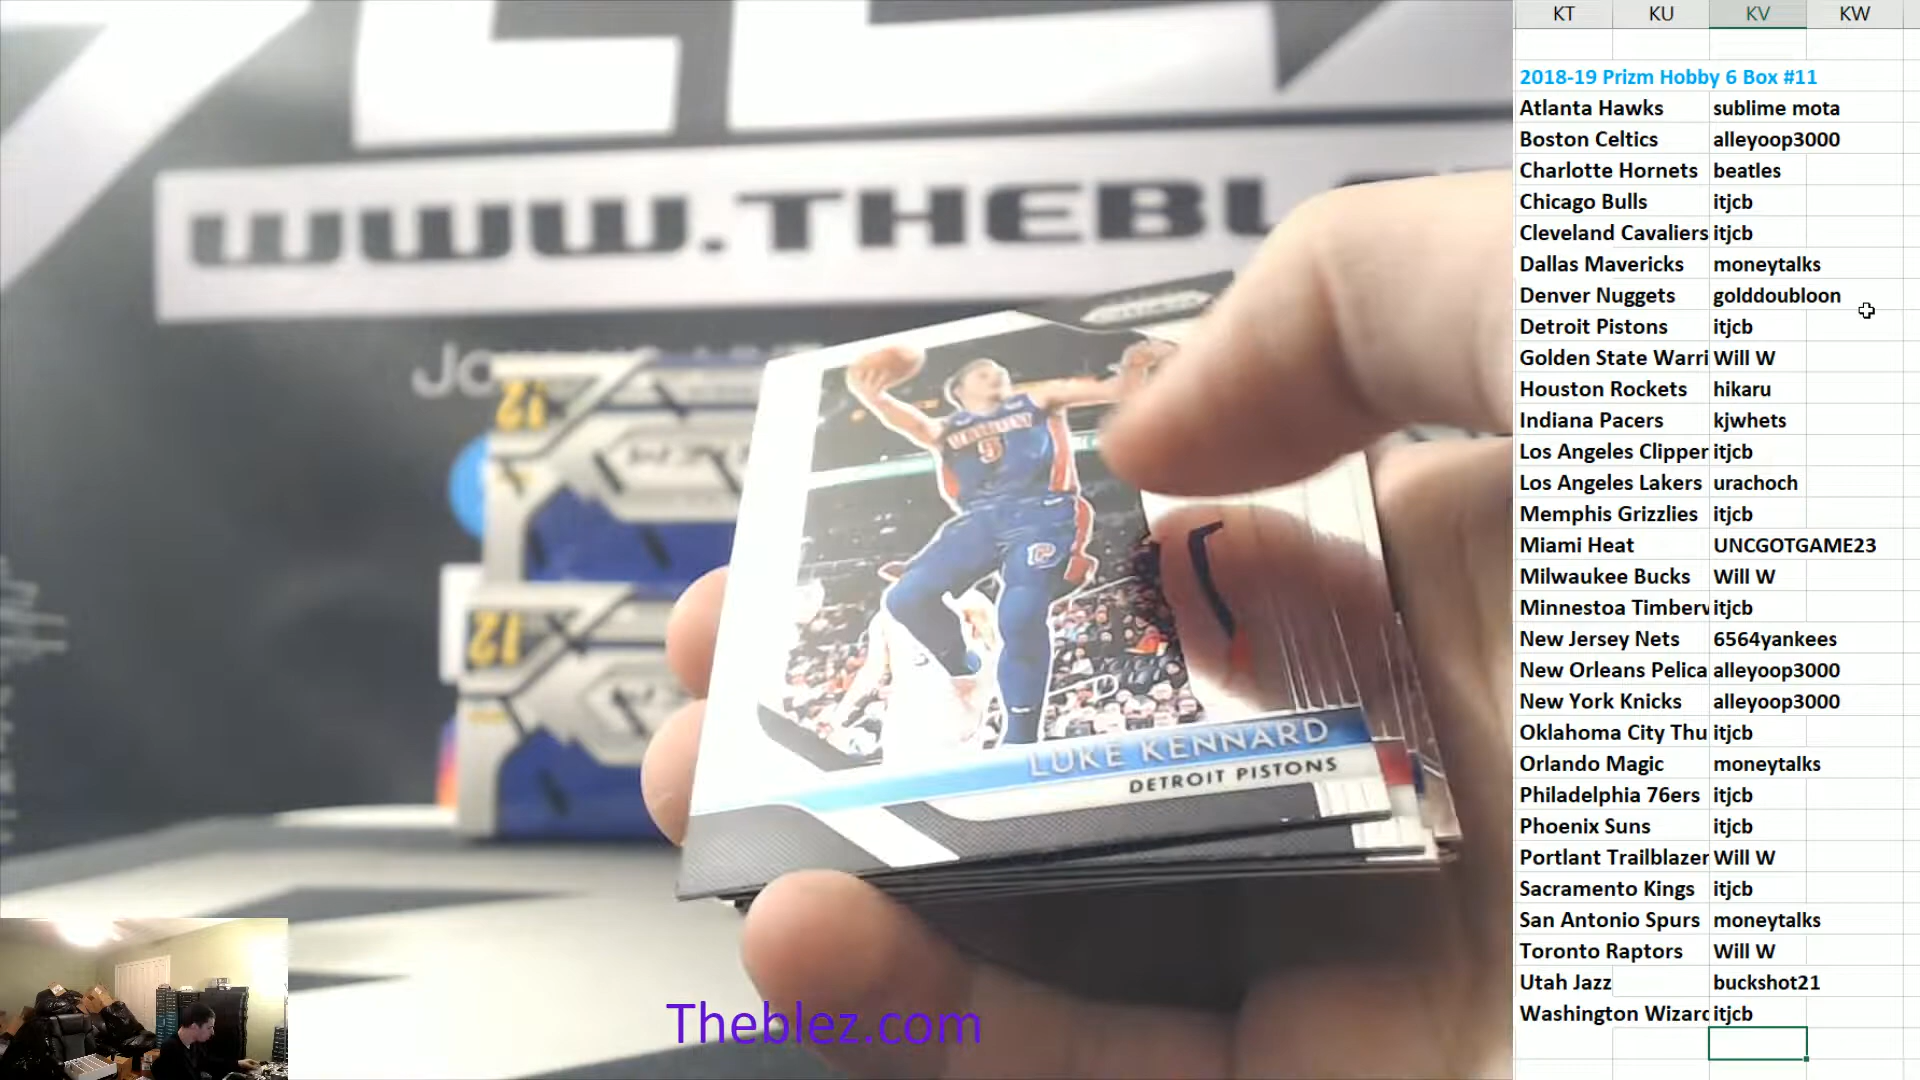 KT KU KV KW
2018-19 Prizm Hobby 6 Box #11
Atlanta Hawks sublime mota
Boston Celtics alleyoop3000
Charlotte Hornets beatles
Chicago Bulls itjcb
Cleveland Cavaliers itjcb
Dallas Mavericks moneytalks
Denver Nuggets golddoubloon
Detroit Pistons itjcb
Golden State Warri Will W
Houston Rockets hikaru
Indiana Pacers kjwhets
Los Angeles Clipper itjcb
Los Angeles Lakers urachoch
Memphis Grizzlies itjcb
Miami Heat UNCGOTGAME23
Milwaukee Bucks Will W
Minnestoa Timberv itjcb
New Jersey Nets 6564yankees
New Orleans Pelica alleyoop3000
New York Knicks alleyoop3000
Oklahoma City Thu itjcb
Orlando Magic moneytalks
Philadelphia 76ers itjcb
Phoenix Suns itjcb
Portlant Trailblazer Will W
Sacramento Kings itjcb
San Antonio Spurs moneytalks
Toronto Raptors Will W
Utah Jazz buckshot21
Washington Wizard itjcb
WWW.THEBL
12
12
LUKE KENNARD
DETROIT PISTONS
Theblez.com